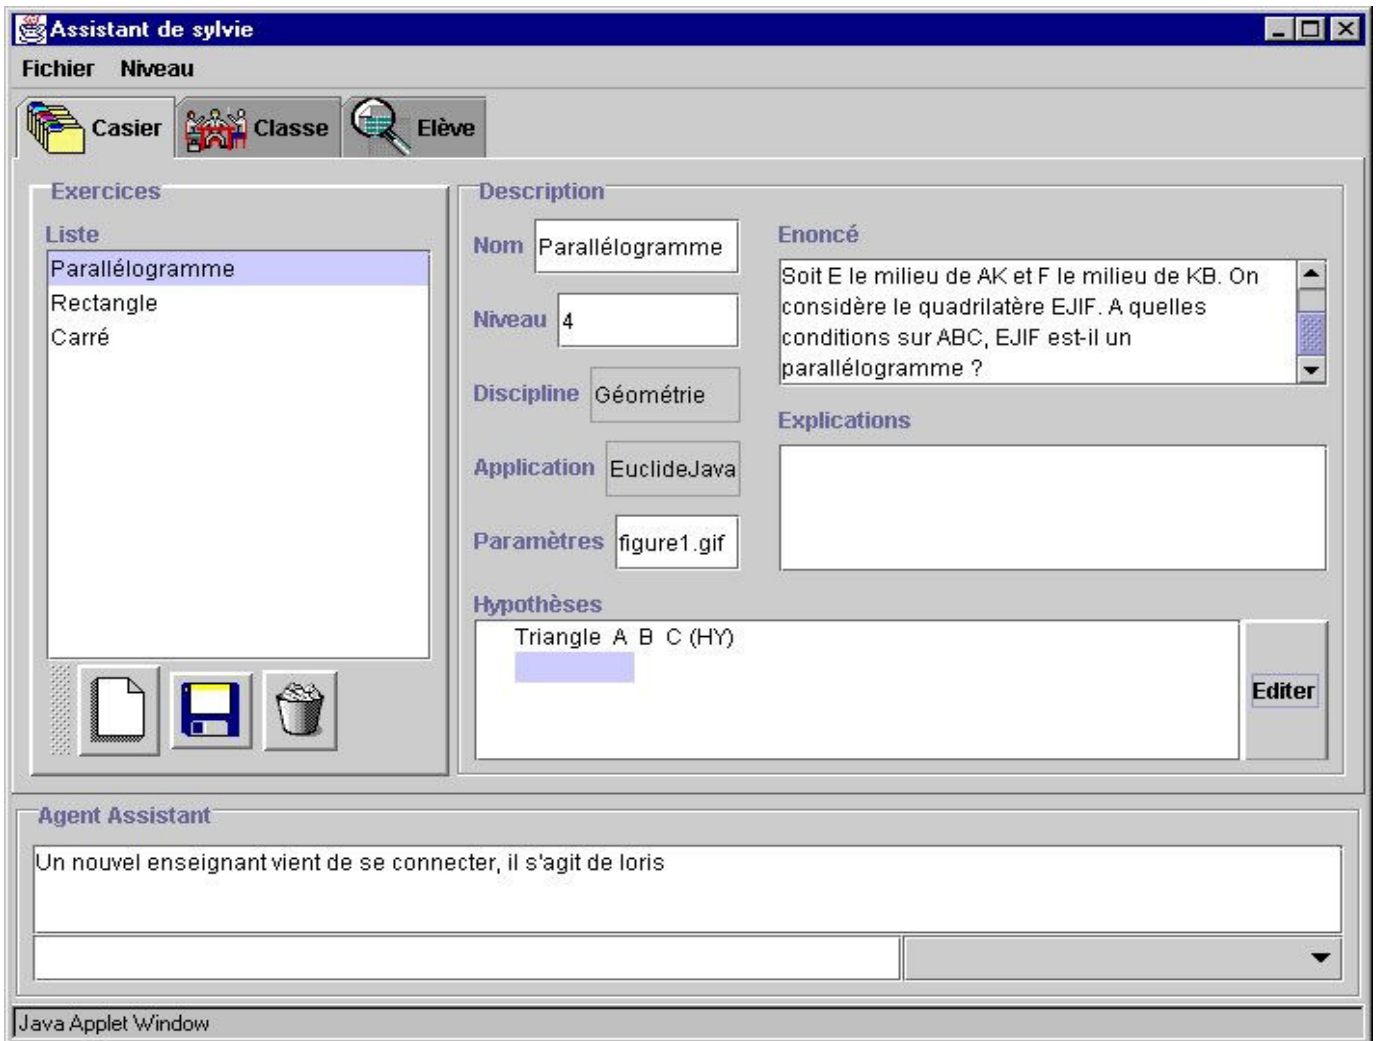 Assistant de sylvie
Fichier Niveau
Casier Classe Elève
Exercices
Liste
Parallélogramme
Rectangle
Carré
Description
Nom Parallélogramme
Niveau 4
Discipline Géométrie
Application EuclideJava
Paramètres figure1.gif
Enoncé
Soit E le milieu de AK et F le milieu de KB. On
considère le quadrilatère EJIF. A quelles
conditions sur ABC, EJIF est-il un
parallélogramme ?
Explications
Hypothèses
Triangle A B C (HY)
Editer
Agent Assistant
Un nouvel enseignant vient de se connecter, il s'agit de loris
Java Applet Window